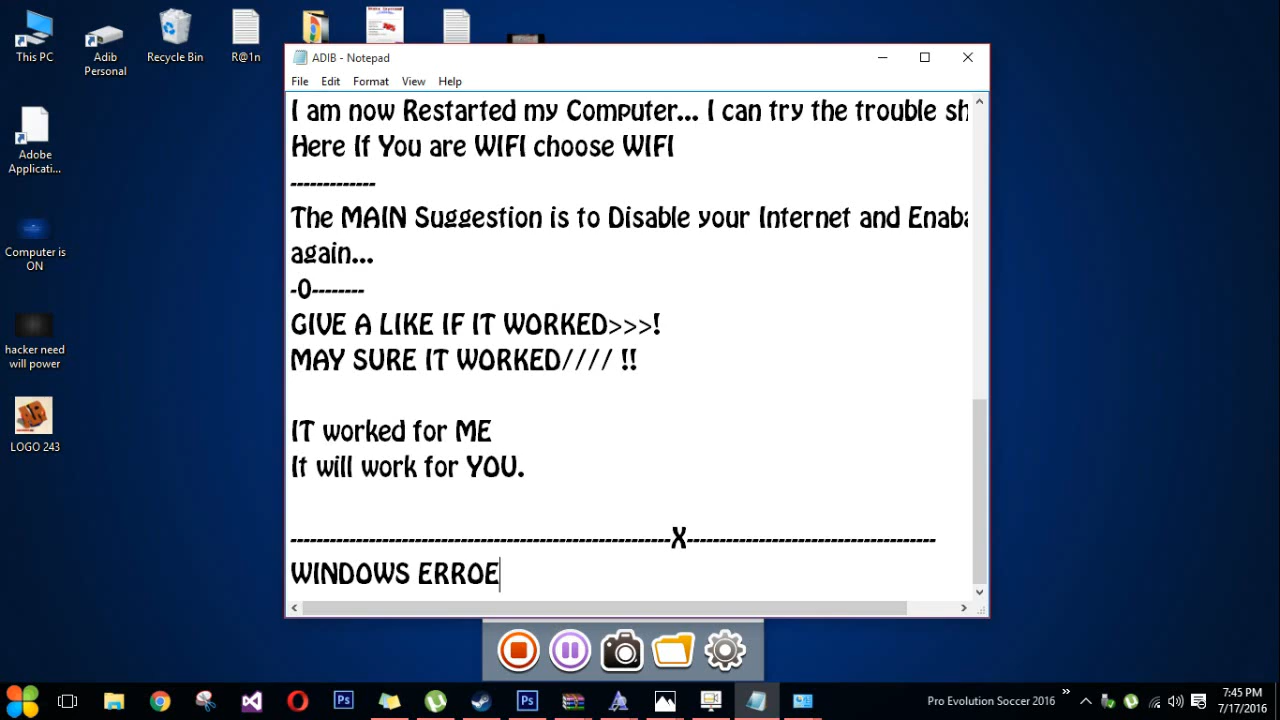 This PC
Adib
Personal
Recycle Bin
R@1n
Adobe
Applicati...
Computer is
ON
hacker need
will power
LOGO 243
ADIB - Notepad
File Edit Format View Help
I am now Restarted my Computer... I can try the trouble sh
Here If You are WIFI choose WIFI
-------------
The MAIN Suggestion is to Disable your Internet and Enaba
again...
-0--------
GIVE A LIKE IF IT WORKED>>>!
MAY SURE IT WORKED//// !!
IT worked for ME
It will work for YOU.
----------------------------------------------------------X--------------------------------------
WINDOWS ERROE
Pro Evolution Soccer 2016
7:45 PM
7/17/2016